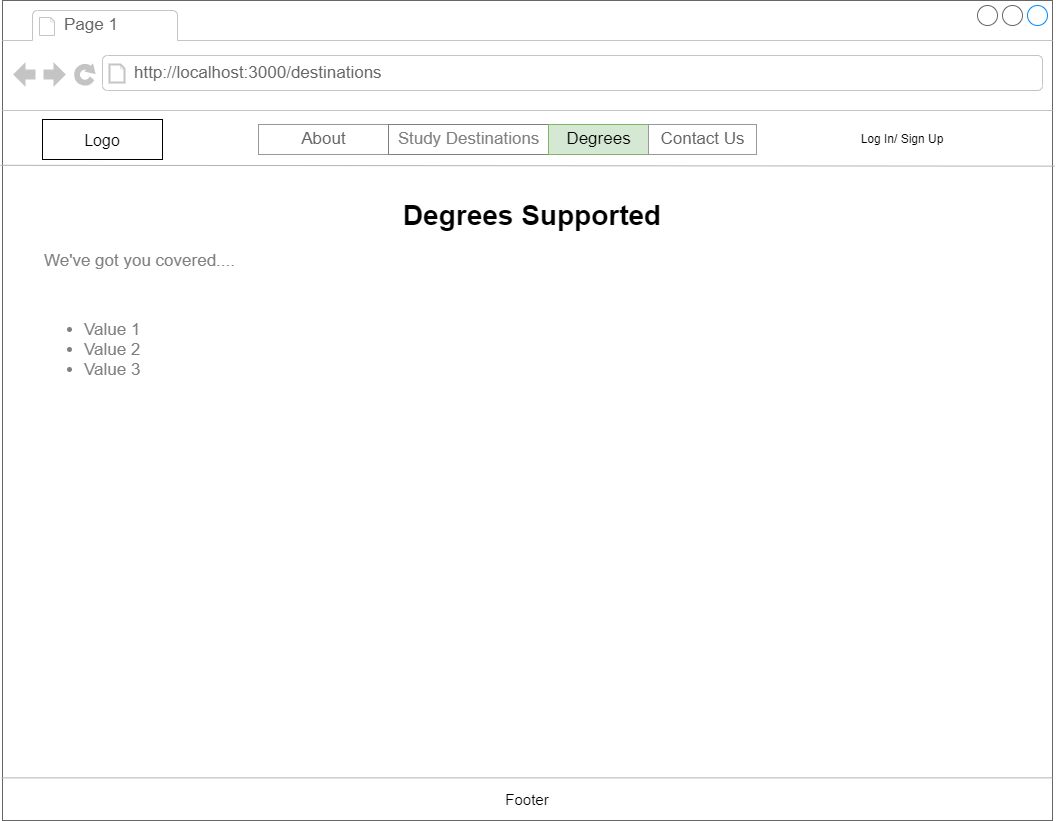 Page 1
http://localhost:3000/destinations
Logo
About
Study Destinations
Degrees
Contact Us
Log In/ Sign Up
Degrees Supported
We've got you covered....
• Value 1
• Value 2
• Value 3
Footer